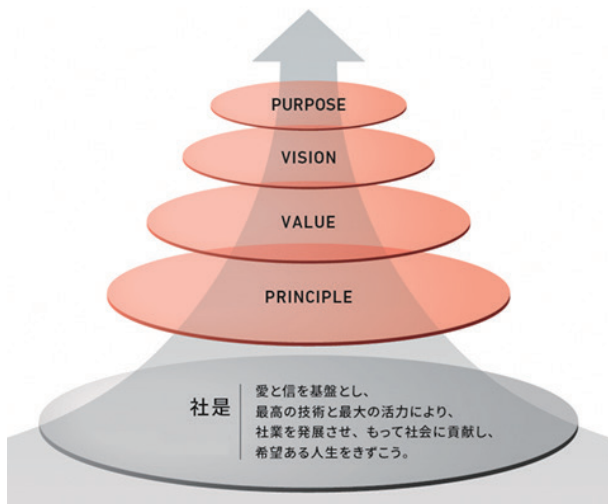 PURPOSE
VISION
VALUE
PRINCIPLE
社是
愛と信を基盤とし、
最高の技術と最大の活力により、
社業を発展させ、もって社会に貢献し、
希望ある人生をきずこう。